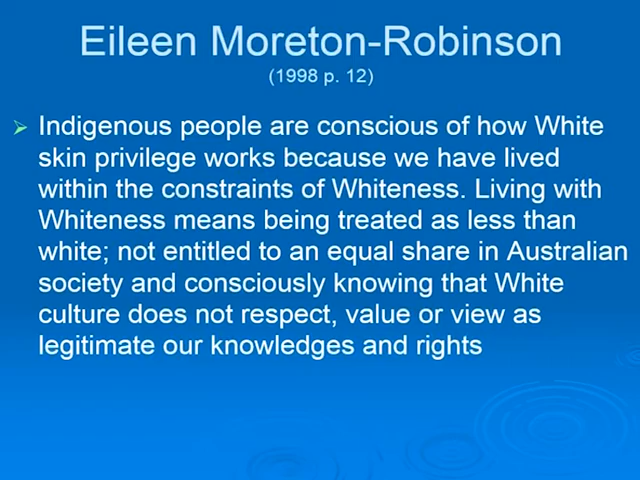 Eileen Moreton-Robinson
(1998 p. 12)
Indigenous people are conscious of how White
skin privilege works because we have lived
within the constraints of Whiteness. Living with
Whiteness means being treated as less than
white; not entitled to an equal share in Australian
society and consciously knowing that White
culture does not respect, value or view as
legitimate our knowledges and rights